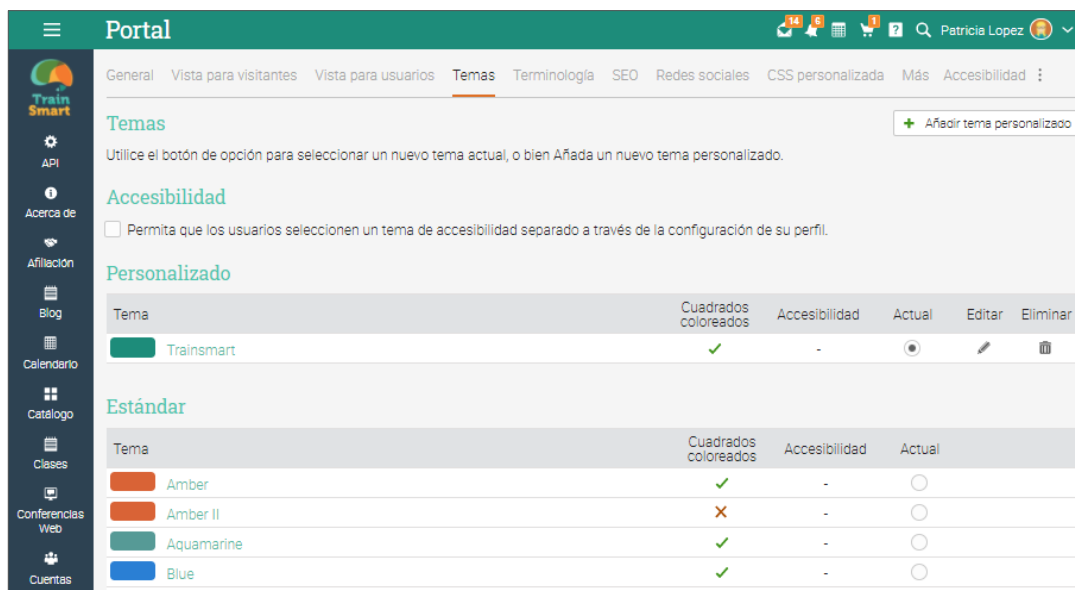 Portal
14
6
1
Patricia Lopez
Train
Smart
API
Acerca de
Afiliación
Blog
Calendario
Catálogo
Clases
Conferencias
Web
Cuentas
General Vista para visitantes Vista para usuarios Temas Terminología SEO Redes sociales CSS personalizada Más Accesibilidad
Temas
+ Añadir tema personalizado
Utilice el botón de opción para seleccionar un nuevo tema actual, o bien Añada un nuevo tema personalizado.
Accesibilidad
Permita que los usuarios seleccionen un tema de accesibilidad separado a través de la configuración de su perfil.
Personalizado
Tema Cuadrados coloreados Accesibilidad Actual Editar Eliminar
Trainsmart -
Estándar
Tema Cuadrados coloreados Accesibilidad Actual
Amber -
Amber II -
Aquamarine -
Blue -